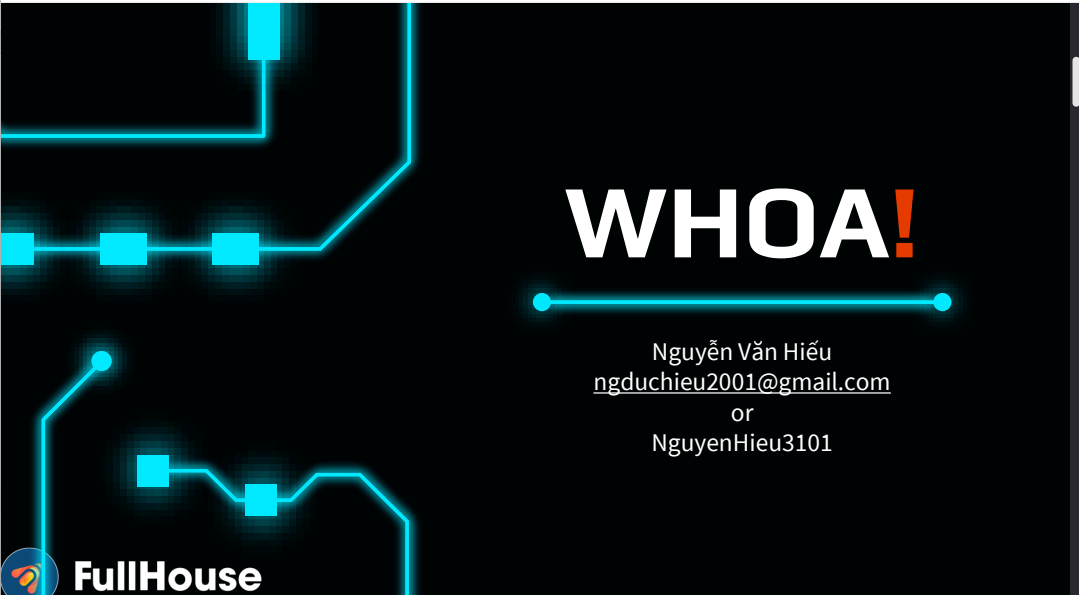 WHOA!
Nguyễn Văn Hiếu
ngduchieu2001@gmail.com
or
NguyenHieu3101
FullHouse